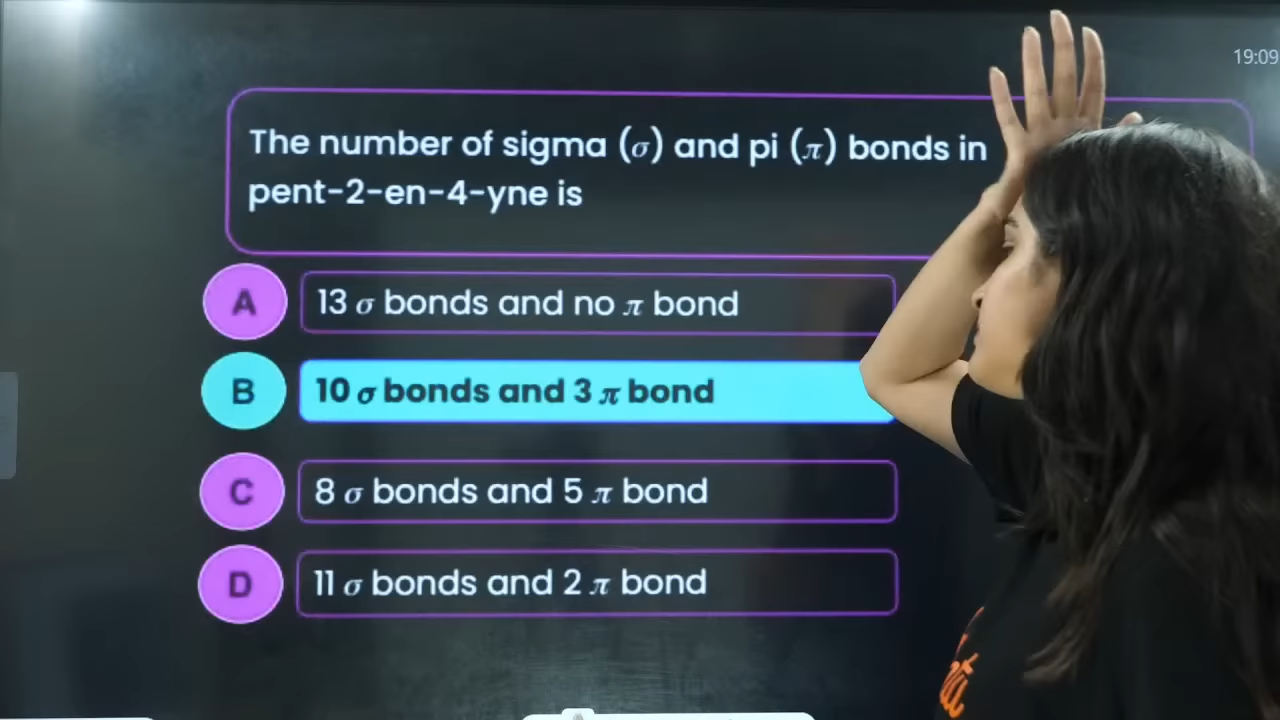 19:09
The number of sigma (σ) and pi (π) bonds in
pent-2-en-4-yne is
A 13 σ bonds and no π bond
B 10 σ bonds and 3 π bond
C 8 σ bonds and 5 π bond
D 11 σ bonds and 2 π bond